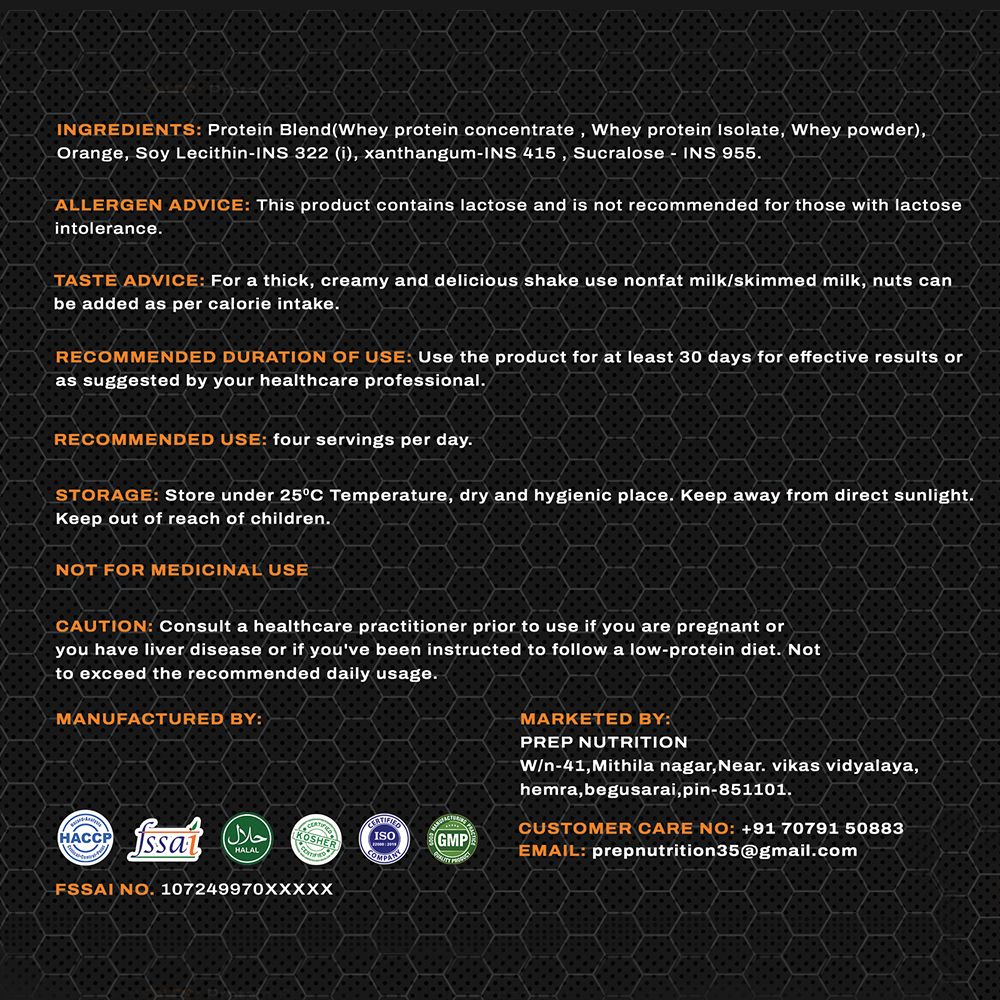 INGREDIENTS: Protein Blend(Whey protein concentrate , Whey protein Isolate, Whey powder),
Orange, Soy Lecithin-INS 322 (i), xanthangum-INS 415 , Sucralose - INS 955.
ALLERGEN ADVICE: This product contains lactose and is not recommended for those with lactose
intolerance.
TASTE ADVICE: For a thick, creamy and delicious shake use nonfat milk/skimmed milk, nuts can
be added as per calorie intake.
RECOMMENDED DURATION OF USE: Use the product for at least 30 days for effective results or
as suggested by your healthcare professional.
RECOMMENDED USE: four servings per day.
STORAGE: Store under 25⁰C Temperature, dry and hygienic place. Keep away from direct sunlight.
Keep out of reach of children.
NOT FOR MEDICINAL USE
CAUTION: Consult a healthcare practitioner prior to use if you are pregnant or
you have liver disease or if you've been instructed to follow a low-protein diet. Not
to exceed the recommended daily usage.
MANUFACTURED BY:
MARKETED BY:
PREP NUTRITION
W/n-41,Mithila nagar,Near. vikas vidyalaya,
hemra,begusarai,pin-851101.
CUSTOMER CARE NO: +91 70791 50883
EMAIL: prepnutrition35@gmail.com
HACCP
fssai
حلال
HALAL
CERTIFIED
KOSHER
CERTIFIED
CERTIFIED
ISO
22000 : 2018
COMPANY
GOOD MANUFACTURING PRACTICE
GMP
QUALITY PRODUCT
FSSAI NO. 107249970XXXXX